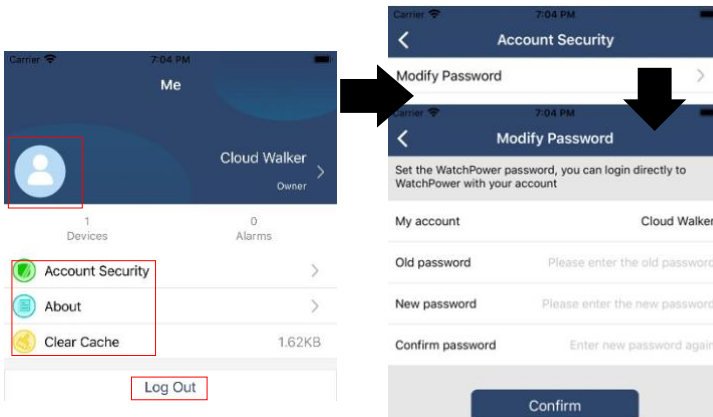 Carrier 7:04 PM
Me
Cloud Walker
Owner
1 0
Devices Alarms
Account Security
About
Clear Cache 1.62KB
Log Out
Carrier 7:04 PM
Account Security
Modify Password
Carrier 7:04 PM
Modify Password
Set the WatchPower password, you can login directly to
WatchPower with your account
My account Cloud Walker
Old password Please enter the old password
New password Please enter the new password
Confirm password Enter new password again
Confirm